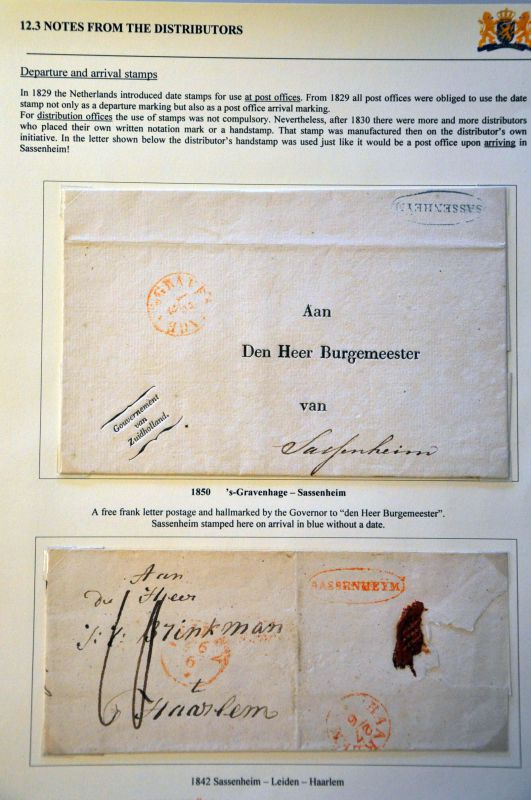 12.3 NOTES FROM THE DISTRIBUTORS
Departure and arrival stamps
In 1829 the Netherlands introduced date stamps for use at post offices. From 1829 all post offices were obliged to use the date
stamp not only as a departure marking but also as a post office arrival marking.
For distribution offices the use of stamps was not compulsory. Nevertheless, after 1830 there were more and more distributors
who placed their own written notation mark or a handstamp. That stamp was manufactured then on the distributor's own
initiative. In the letter shown below the distributor's handstamp was used just like it would be a post office upon arriving in
Sassenheim!
SASSENHEYM
Aan
Den Heer Burgemeester
van
Sassenheim
Gouvernement
van
Zuidholland.
1850 's-Gravenhage – Sassenheim
A free frank letter postage and hallmarked by the Governor to “den Heer Burgemeester”.
Sassenheim stamped here on arrival in blue without a date.
Aan
Heer
Brinkman
t
Haarlem
SASSENHEYM
1842 Sassenheim – Leiden – Haarlem